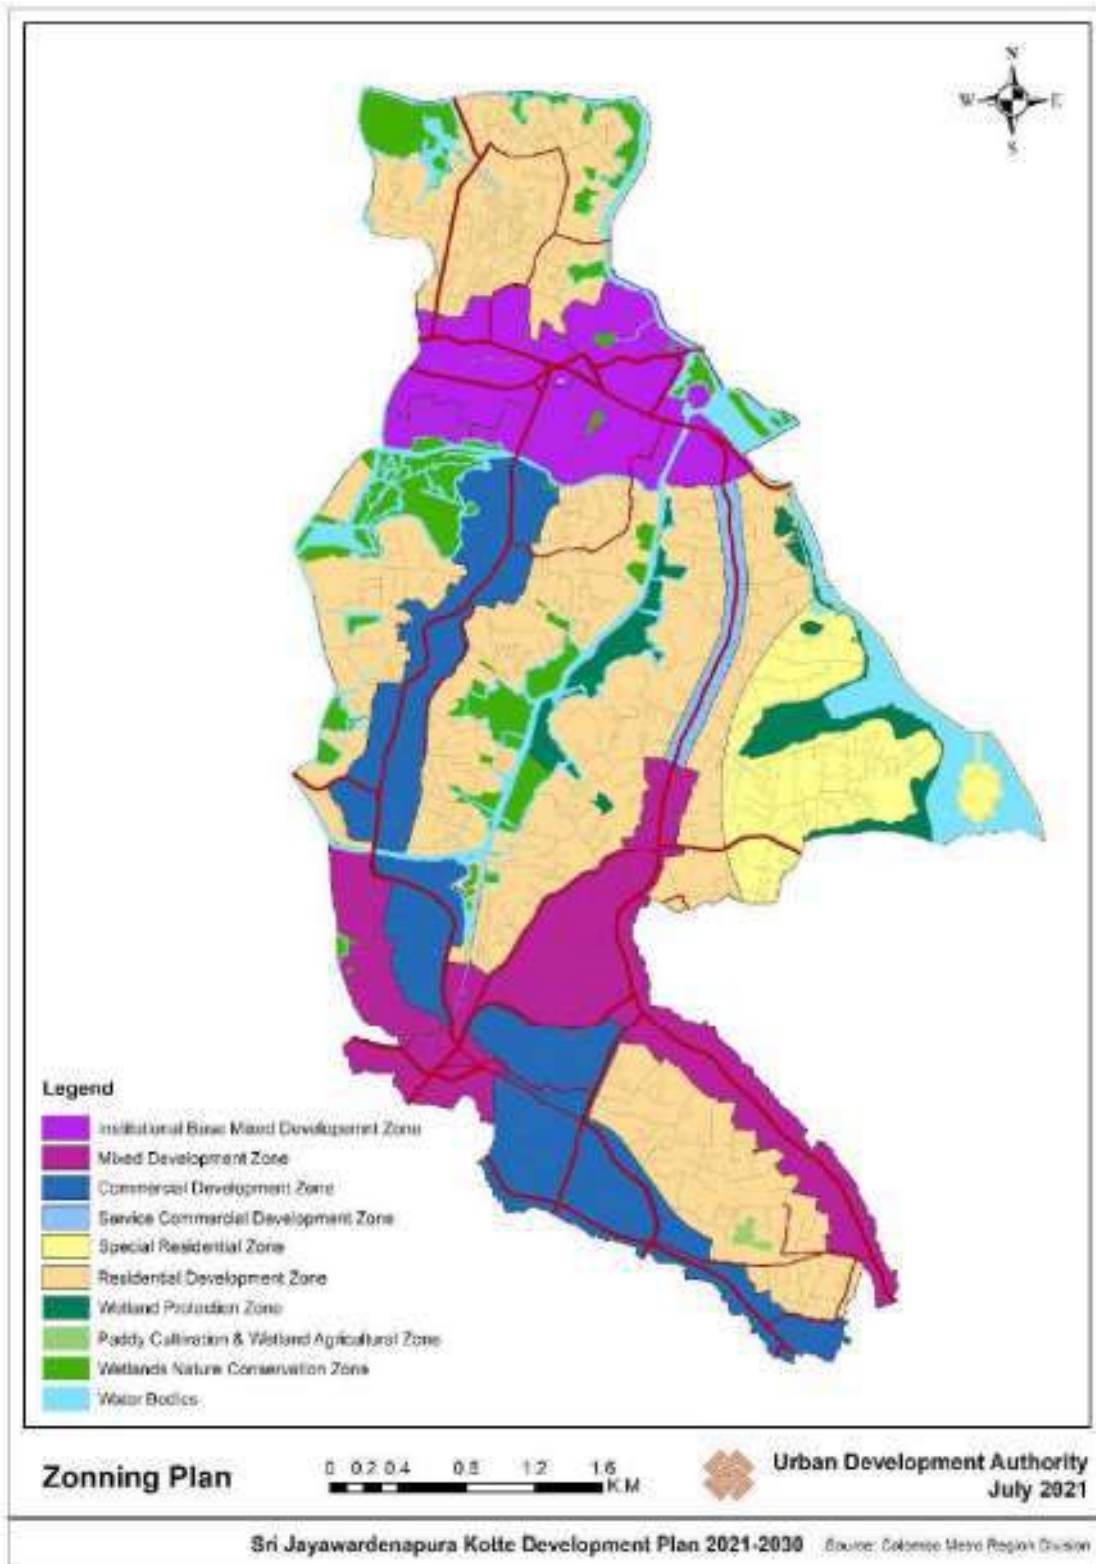 N
W E
S
Legend
Institutional Base Mixed Developemnt Zone
Mixed Development Zone
Commercial Development Zone
Service Commercial Development Zone
Special Residential Zone
Residential Development Zone
Wetland Protection Zone
Paddy Cultivation & Wetland Agricultural Zone
Wetlands Nature Conservation Zone
Water Bodies
Zonning Plan
0 0.2 0.4 0.8 1.2 1.6
K.M
Urban Development Authority
July 2021
Sri Jayawardenapura Kotte Development Plan 2021-2030 Source: Colombo Metro Region Division